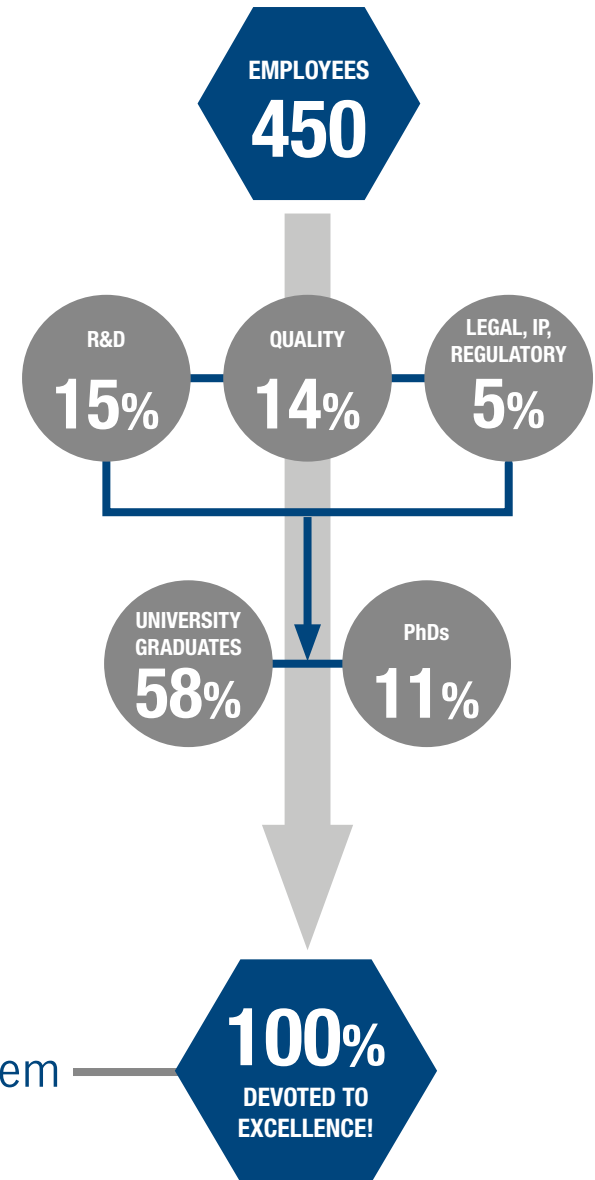 EMPLOYEES
450
R&D
15%
QUALITY
14%
LEGAL, IP,
REGULATORY
5%
UNIVERSITY
GRADUATES
58%
PhDs
11%
em
100%
DEVOTED TO
EXCELLENCE!